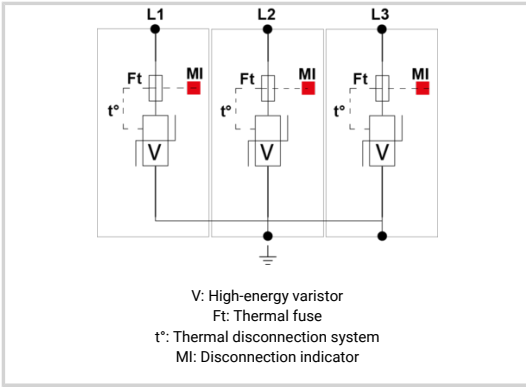 L1 L2 L3
Ft MI Ft MI Ft MI
t° t° t°
V V V
V: High-energy varistor
Ft: Thermal fuse
t°: Thermal disconnection system
MI: Disconnection indicator